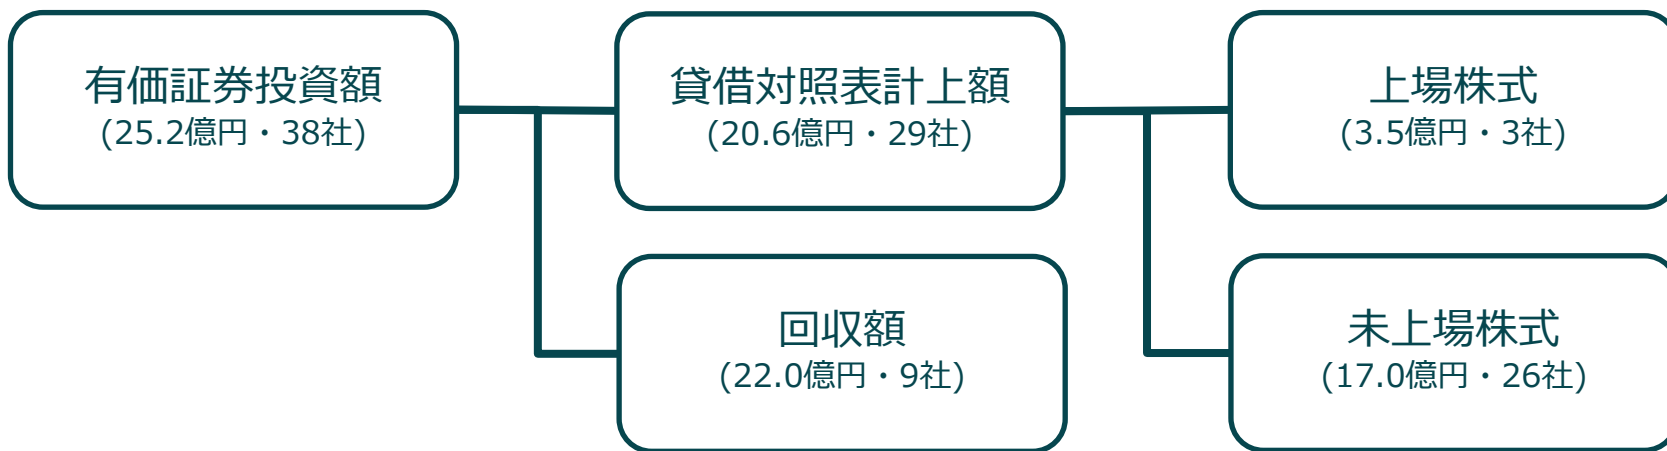 有価証券投資額
(25.2億円・38社)
貸借対照表計上額
(20.6億円・29社)
上場株式
(3.5億円・3社)
回収額
(22.0億円・9社)
未上場株式
(17.0億円・26社)